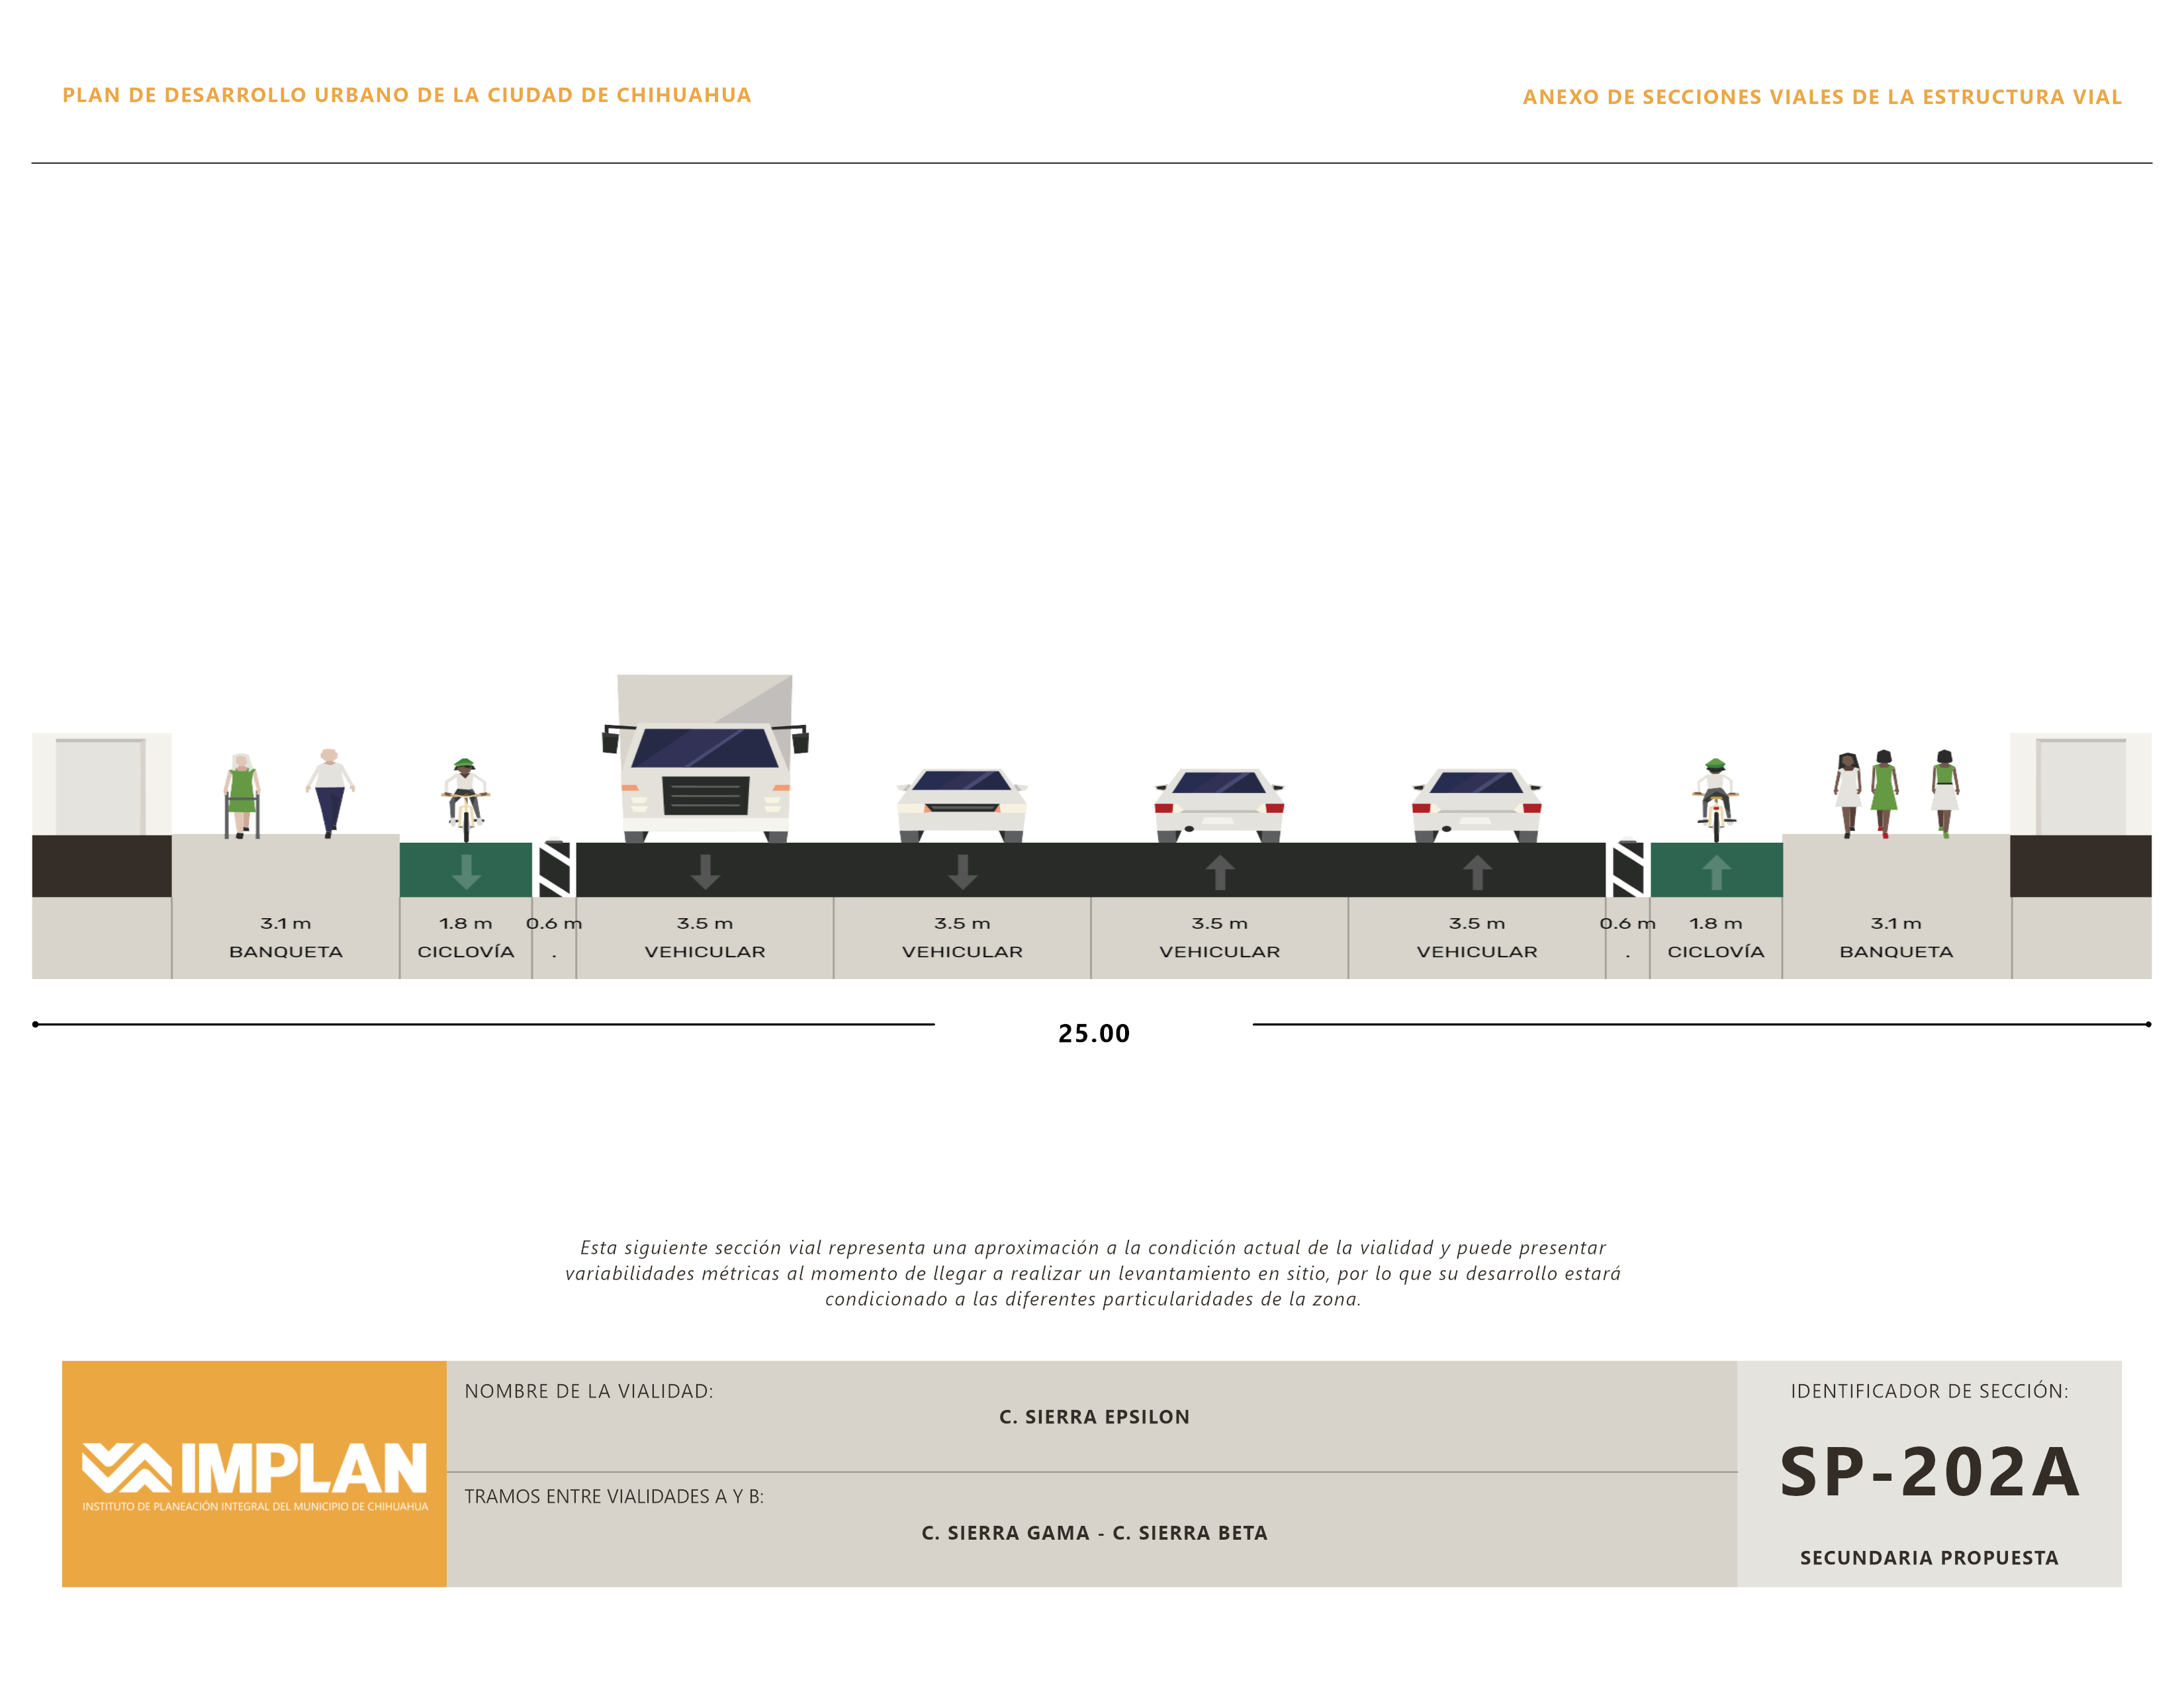 PLAN DE DESARROLLO URBANO DE LA CIUDAD DE CHIHUAHUA
ANEXO DE SECCIONES VIALES DE LA ESTRUCTURA VIAL
3.1 m 1.8 m 0.6 m 3.5 m 3.5 m 3.5 m 3.5 m 0.6 m 1.8 m 3.1 m
BANQUETA CICLOVÍA . VEHICULAR VEHICULAR VEHICULAR VEHICULAR . CICLOVÍA BANQUETA
25.00
Esta siguiente sección vial representa una aproximación a la condición actual de la vialidad y puede presentar
variabilidades métricas al momento de llegar a realizar un levantamiento en sitio, por lo que su desarrollo estará
condicionado a las diferentes particularidades de la zona.
IMPLAN
INSTITUTO DE PLANEACIÓN INTEGRAL DEL MUNICIPIO DE CHIHUAHUA
NOMBRE DE LA VIALIDAD:
C. SIERRA EPSILON
TRAMOS ENTRE VIALIDADES A Y B:
C. SIERRA GAMA - C. SIERRA BETA
IDENTIFICADOR DE SECCIÓN:
SP-202A
SECUNDARIA PROPUESTA